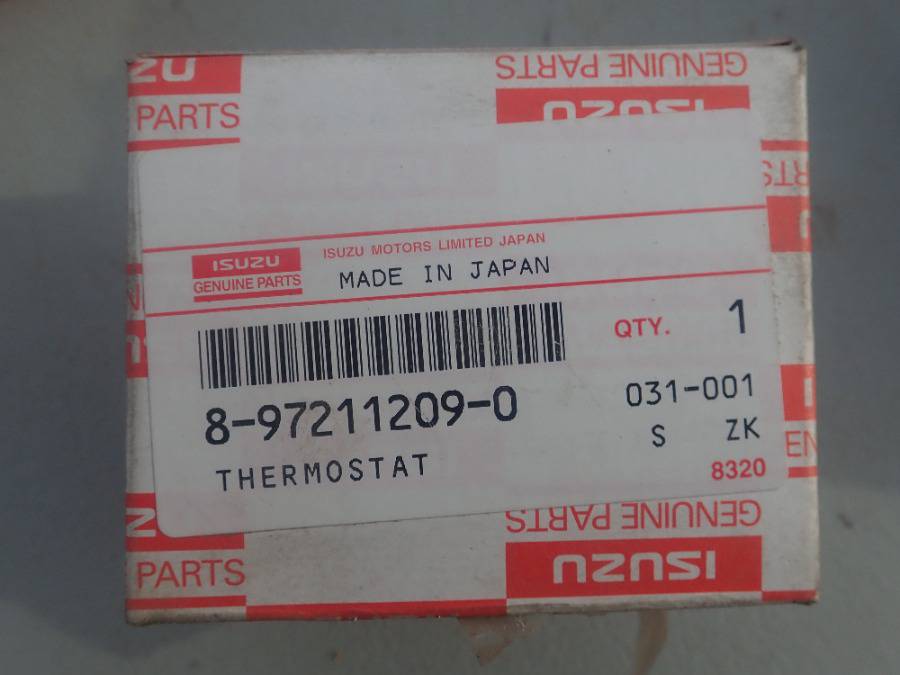 ZU
PARTS
GENUINE PARTS
ISUZU
ISUZU
GENUINE PARTS
ISUZU MOTORS LIMITED JAPAN
MADE IN JAPAN
QTY. 1
8-97211209-0
031-001
S ZK
THERMOSTAT
8320
GENUINE PARTS
ISUZU
PARTS